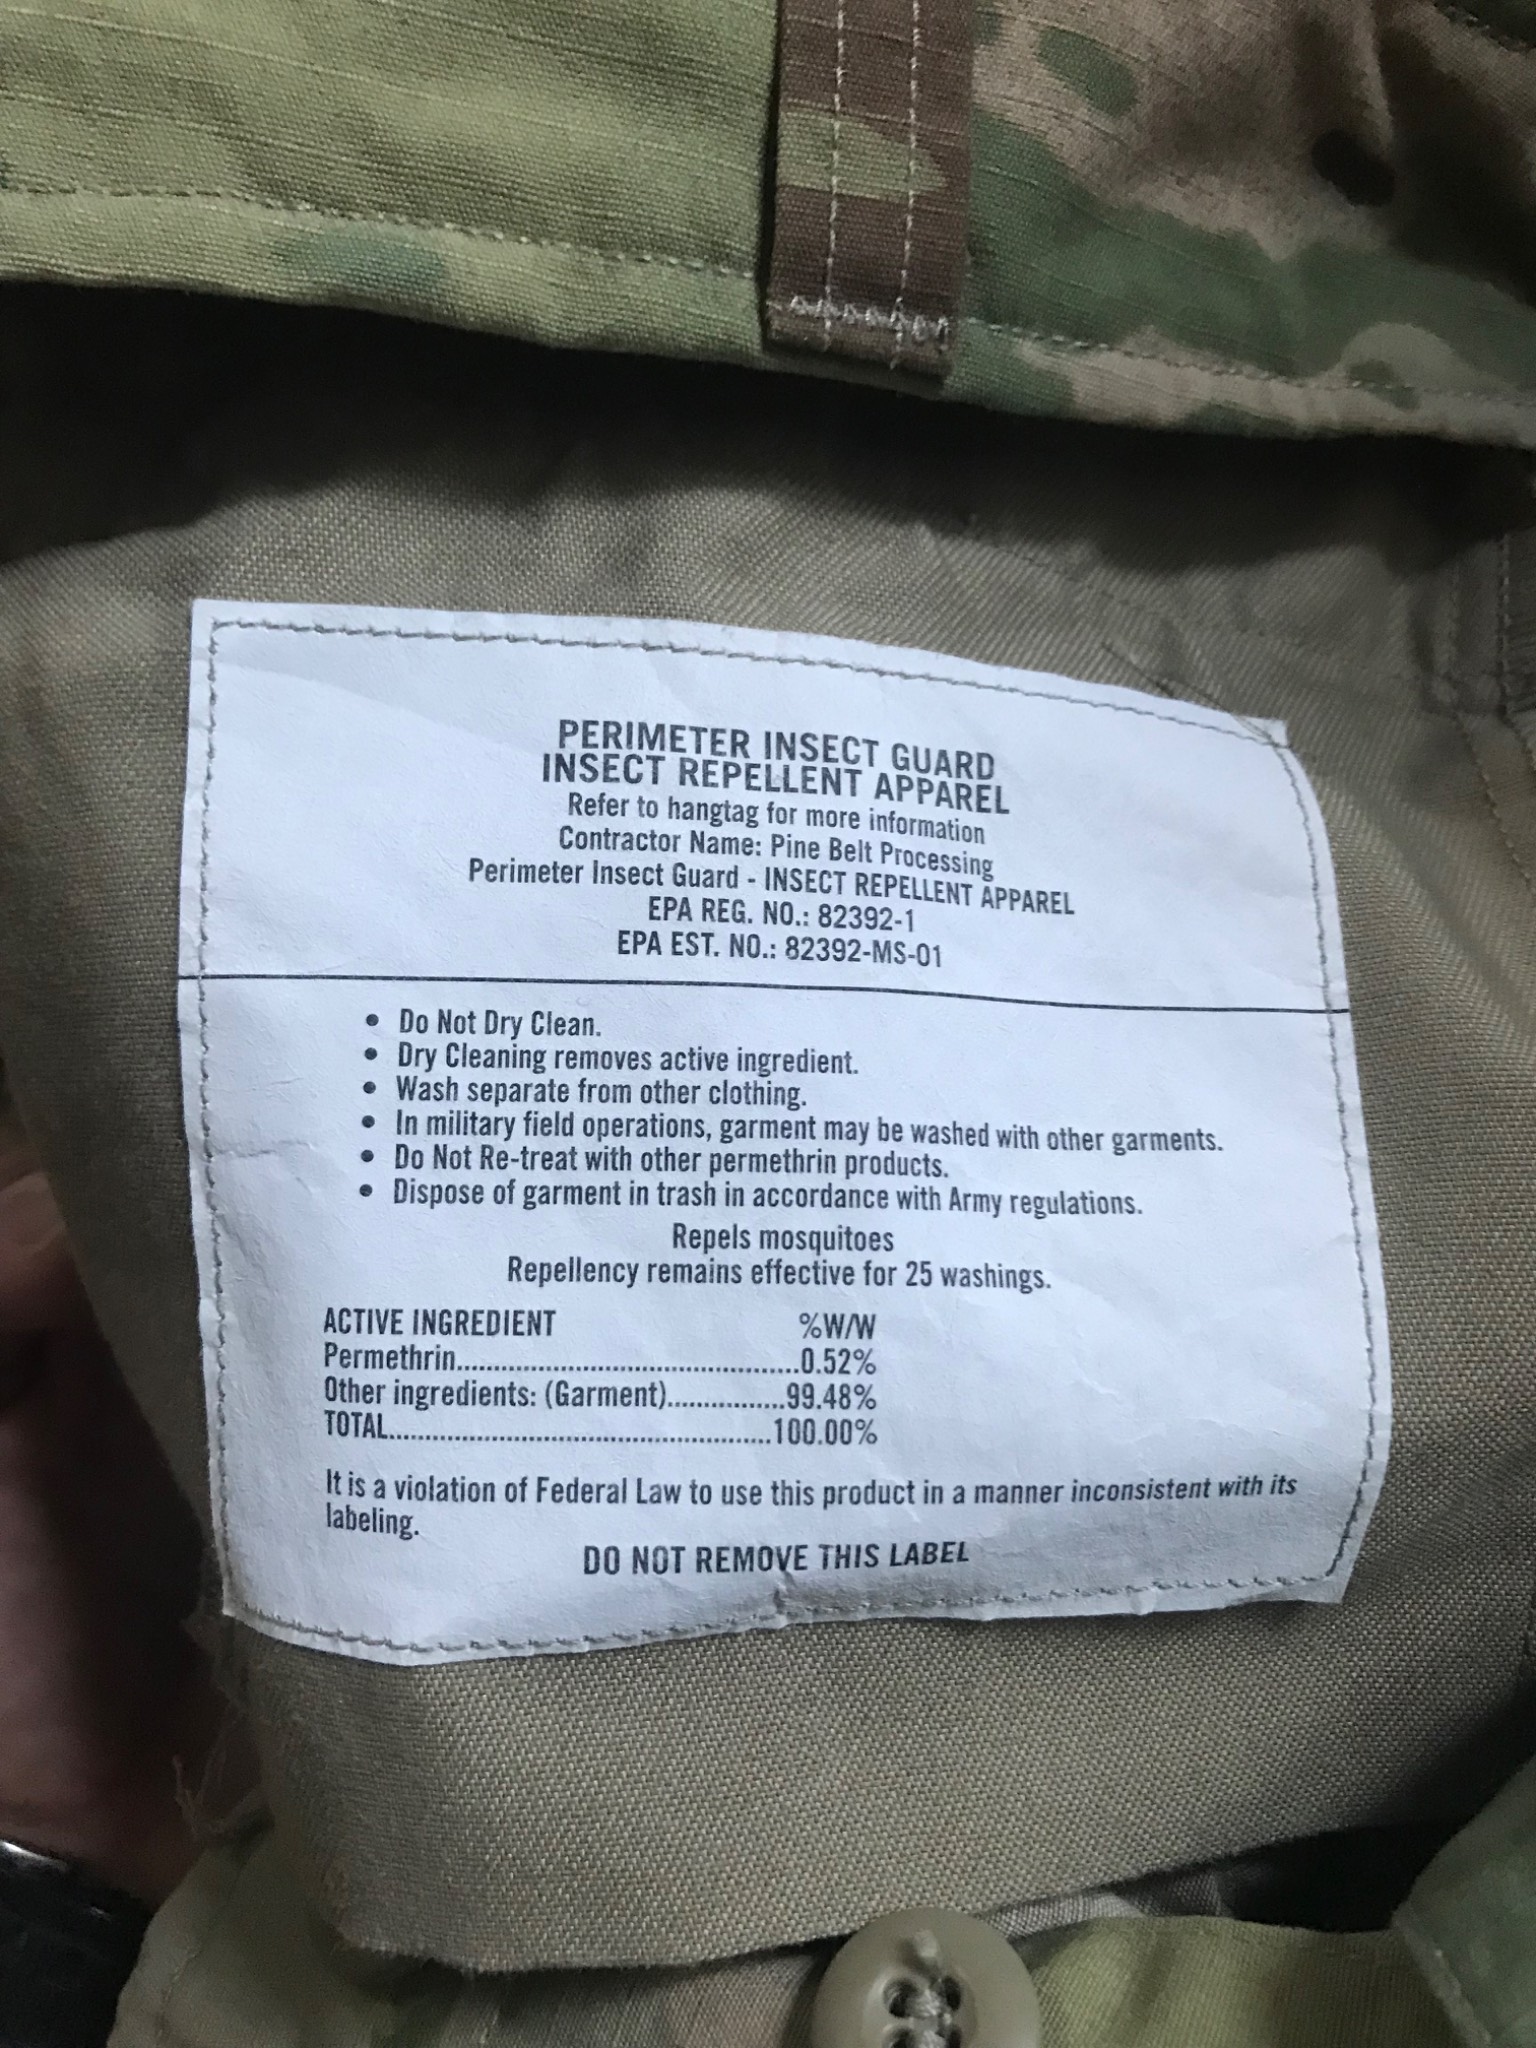 PERIMETER INSECT GUARD
INSECT REPELLENT APPAREL
Refer to hangtag for more information
Contractor Name: Pine Belt Processing
Perimeter Insect Guard - INSECT REPELLENT APPAREL
EPA REG. NO.: 82392-1
EPA EST. NO.: 82392-MS-01
• Do Not Dry Clean.
• Dry Cleaning removes active ingredient.
• Wash separate from other clothing.
• In military field operations, garment may be washed with other garments.
• Do Not Re-treat with other permethrin products.
• Dispose of garment in trash in accordance with Army regulations.
Repels mosquitoes
Repellency remains effective for 25 washings.
ACTIVE INGREDIENT %W/W
Permethrin..........................................0.52%
Other ingredients: (Garment)................99.48%
TOTAL................................................100.00%
It is a violation of Federal Law to use this product in a manner inconsistent with its
labeling.
DO NOT REMOVE THIS LABEL